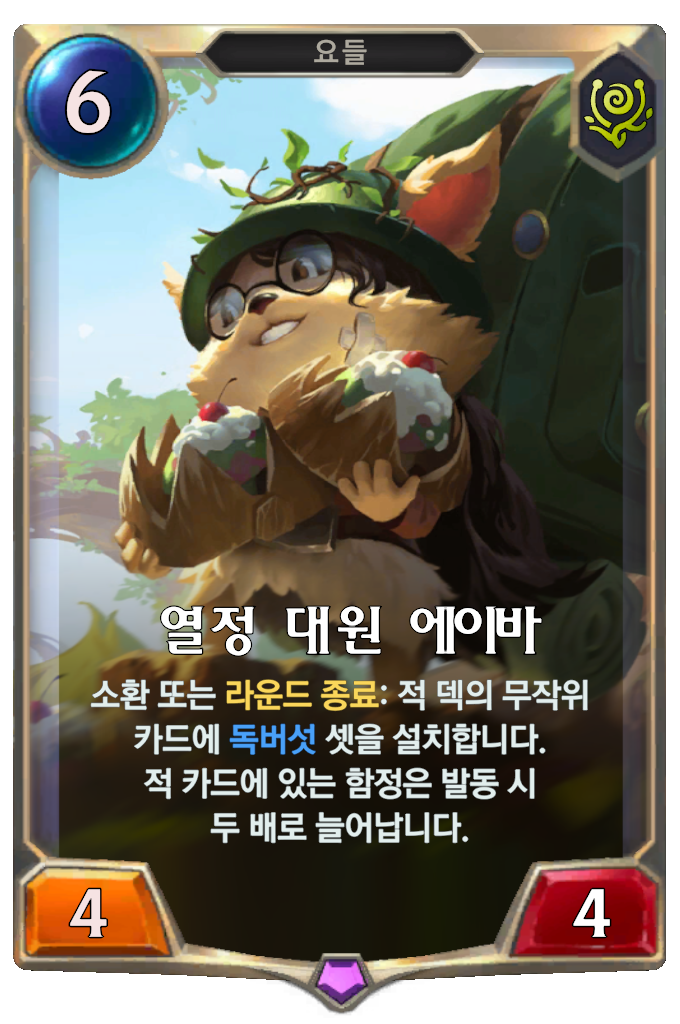 요들
6
열정 대원 에이바
소환 또는 라운드 종료: 적 덱의 무작위
카드에 독버섯 셋을 설치합니다.
적 카드에 있는 함정은 발동 시
두 배로 늘어납니다.
4
4